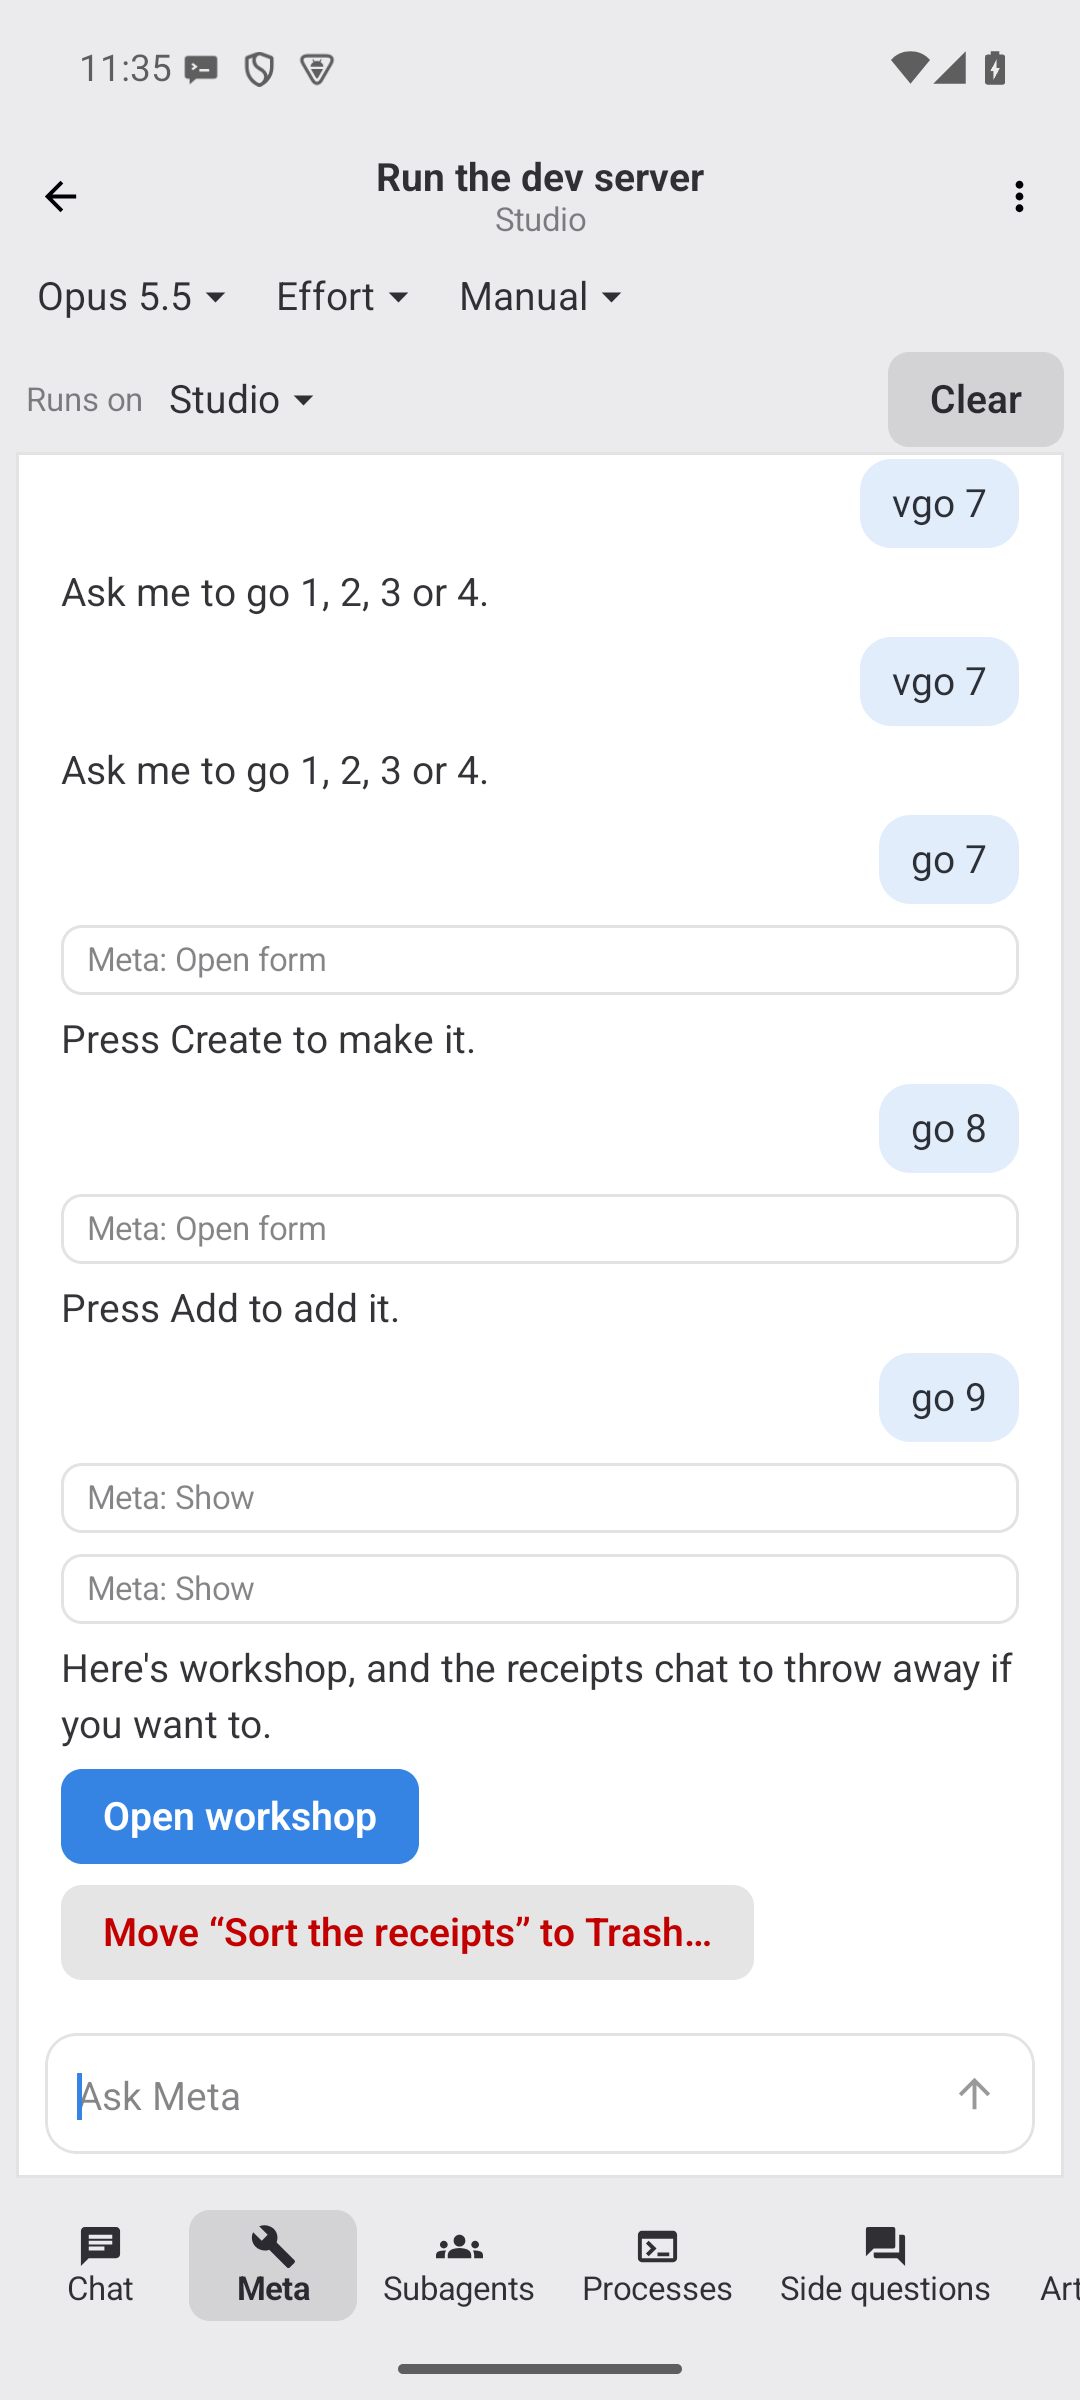 11:35
Run the dev server
Studio
Opus 5.5
Effort
Manual
Runs on
Studio
Clear
vgo 7
Ask me to go 1, 2, 3 or 4.
vgo 7
Ask me to go 1, 2, 3 or 4.
go 7
Meta: Open form
Press Create to make it.
go 8
Meta: Open form
Press Add to add it.
go 9
Meta: Show
Meta: Show
Here's workshop, and the receipts chat to throw away if
you want to.
Open workshop
Move “Sort the receipts” to Trash…
Ask Meta
Chat
Meta
Subagents
Processes
Side questions
Art